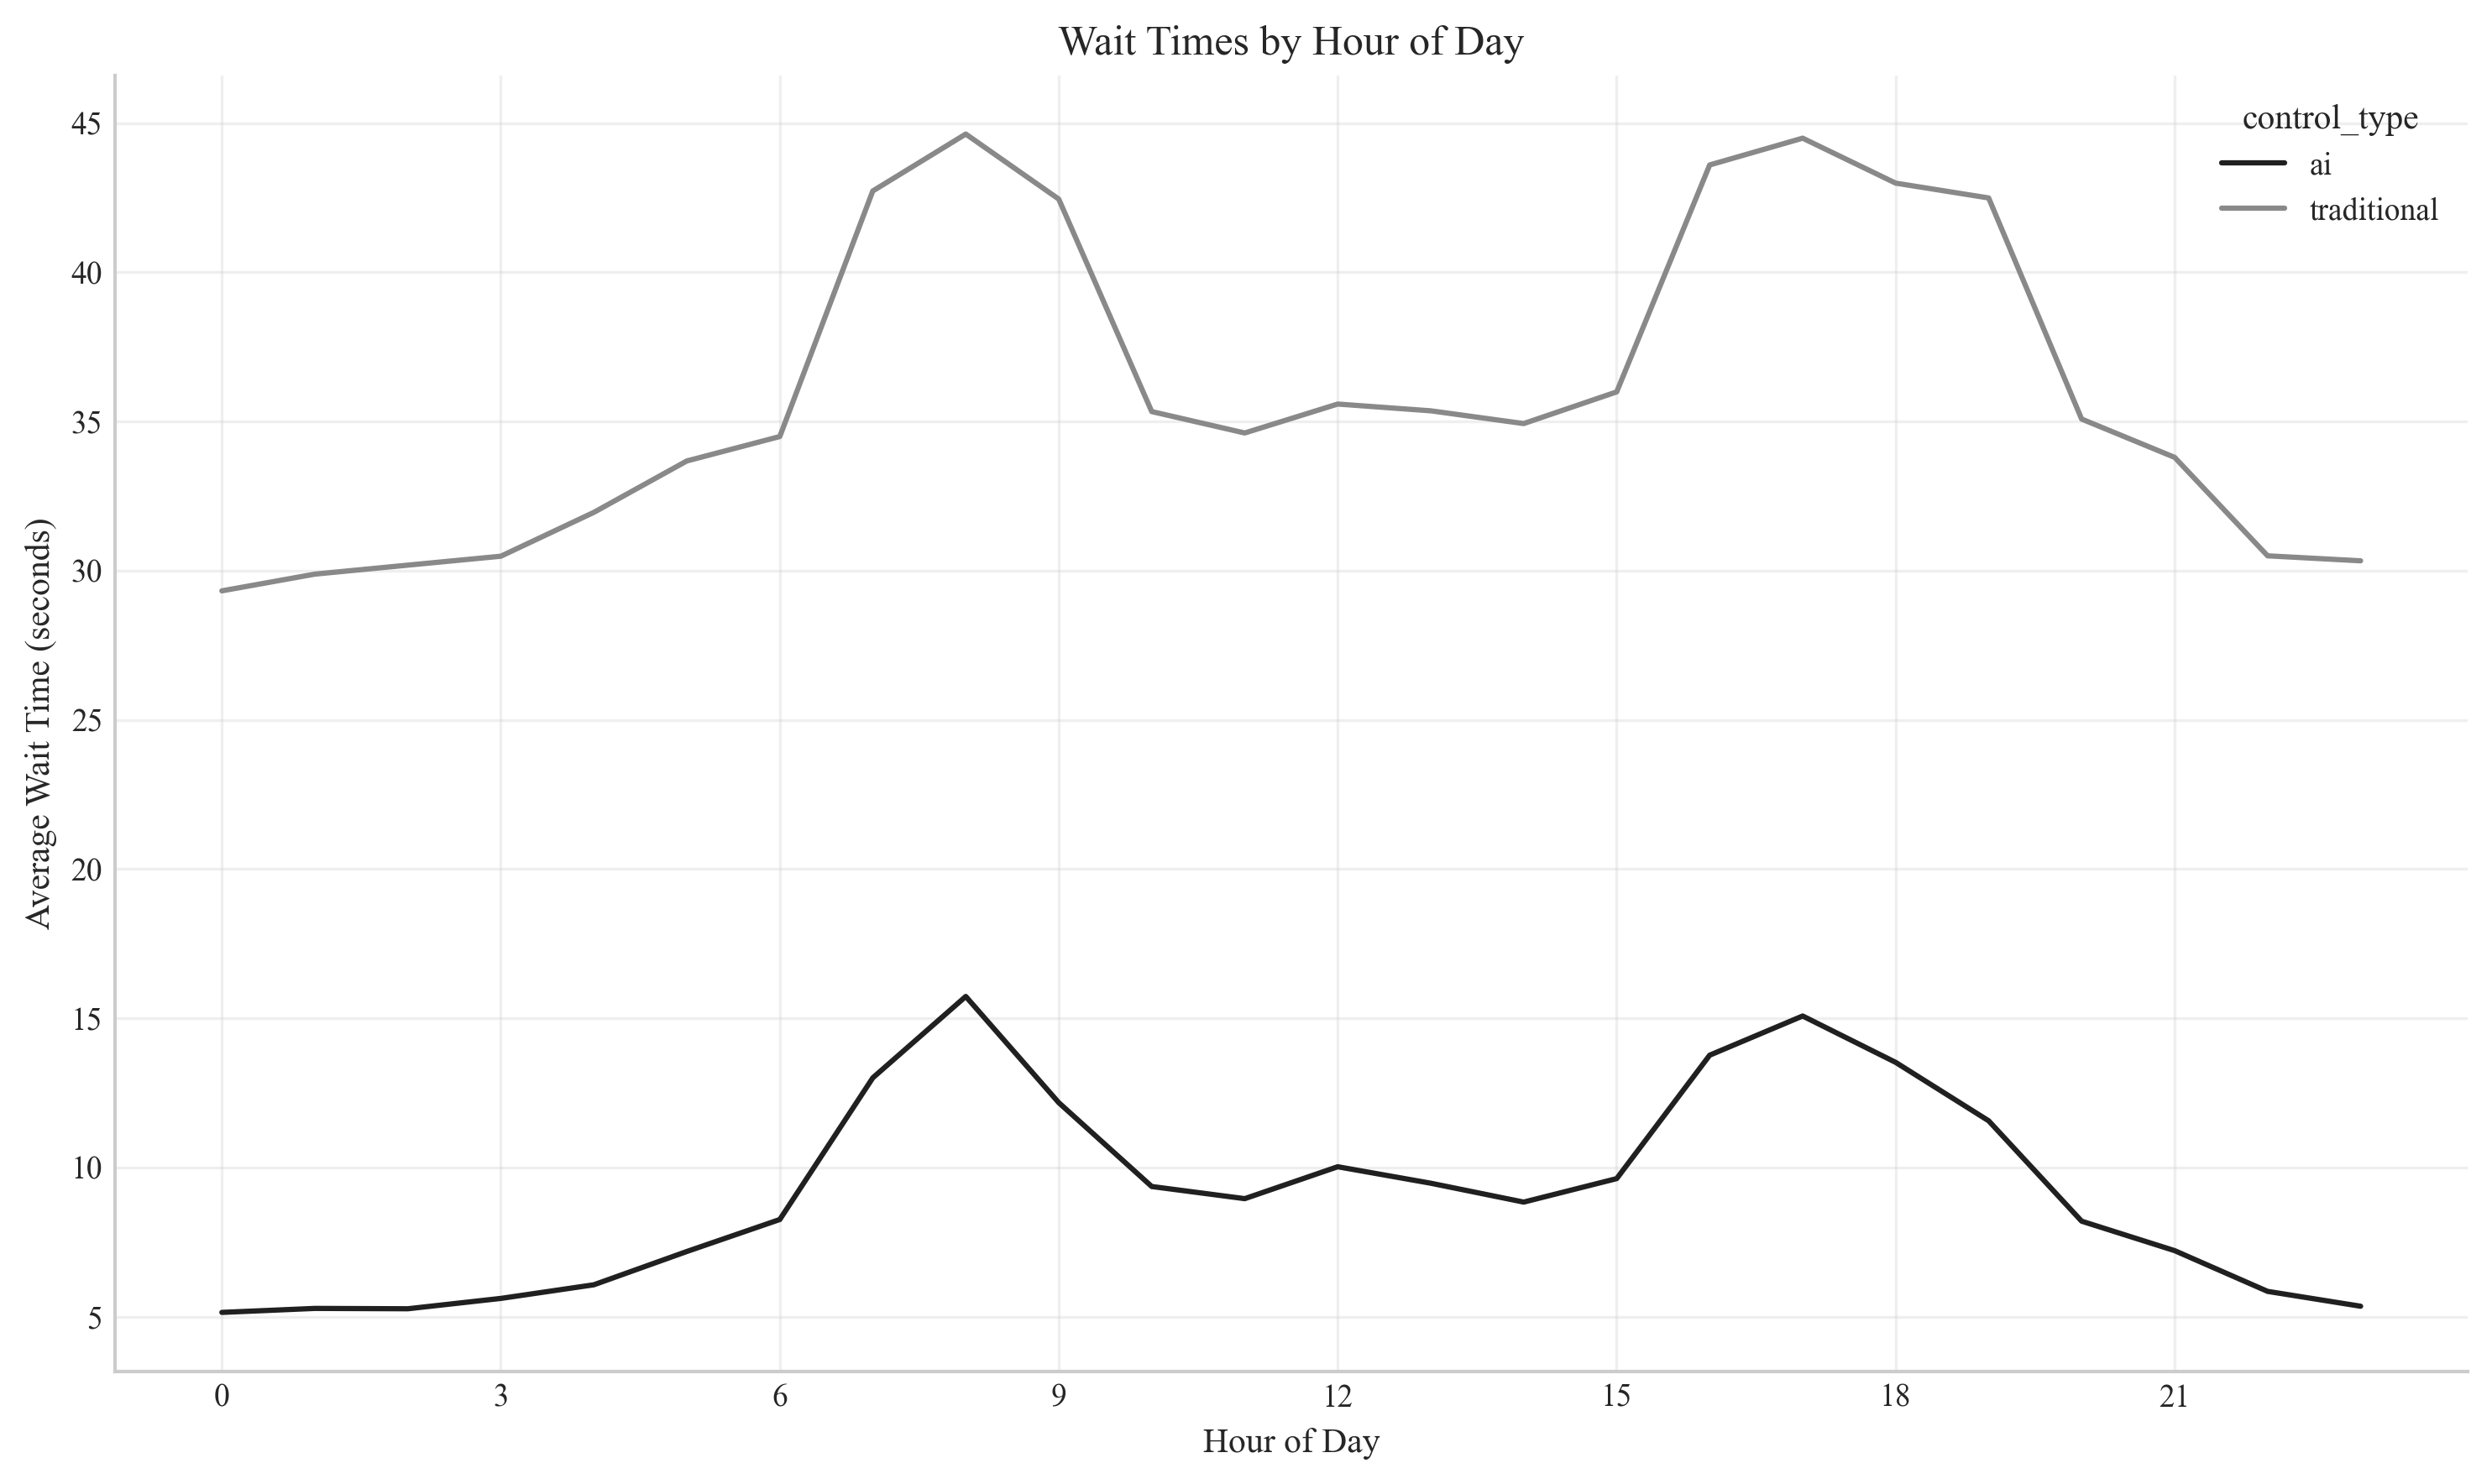 Wait Times by Hour of Day
control_type
ai
traditional
Average Wait Time (seconds)
45
40
35
30
25
20
15
10
5
0 3 6 9 12 15 18 21
Hour of Day